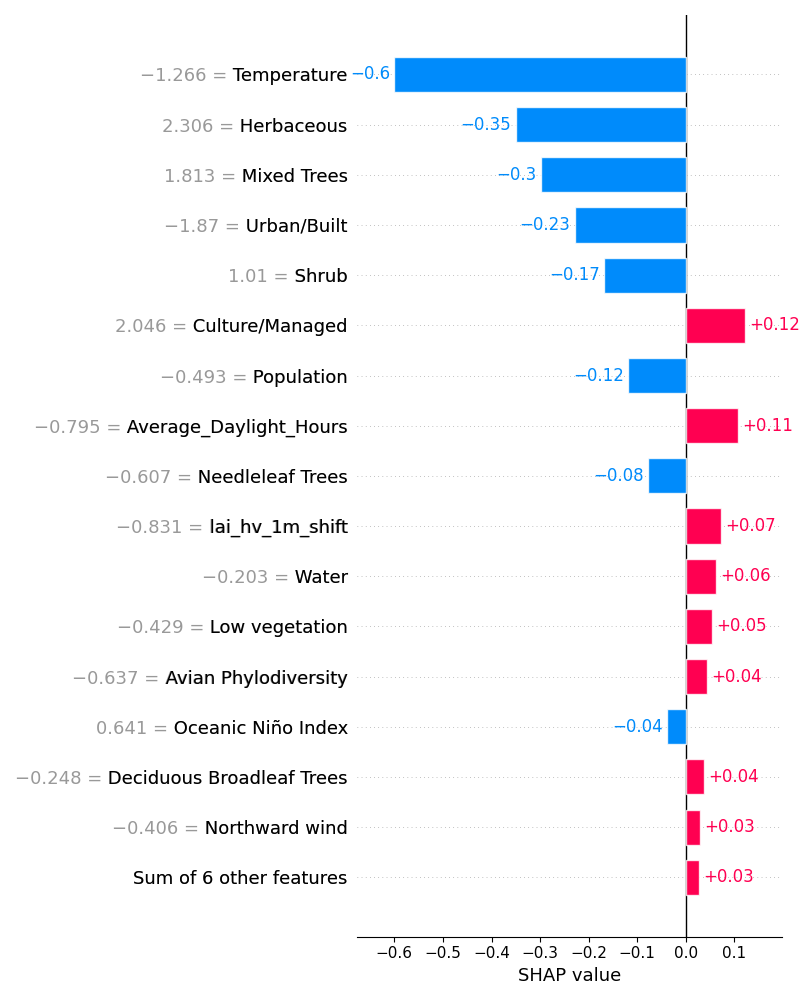 −1.266 = Temperature −0.6
2.306 = Herbaceous −0.35
1.813 = Mixed Trees −0.3
−1.87 = Urban/Built −0.23
1.01 = Shrub −0.17
2.046 = Culture/Managed +0.12
−0.493 = Population −0.12
−0.795 = Average_Daylight_Hours +0.11
−0.607 = Needleleaf Trees −0.08
−0.831 = lai_hv_1m_shift +0.07
−0.203 = Water +0.06
−0.429 = Low vegetation +0.05
−0.637 = Avian Phylodiversity +0.04
0.641 = Oceanic Niño Index −0.04
−0.248 = Deciduous Broadleaf Trees +0.04
−0.406 = Northward wind +0.03
Sum of 6 other features +0.03
−0.6 −0.5 −0.4 −0.3 −0.2 −0.1 0.0 0.1
SHAP value